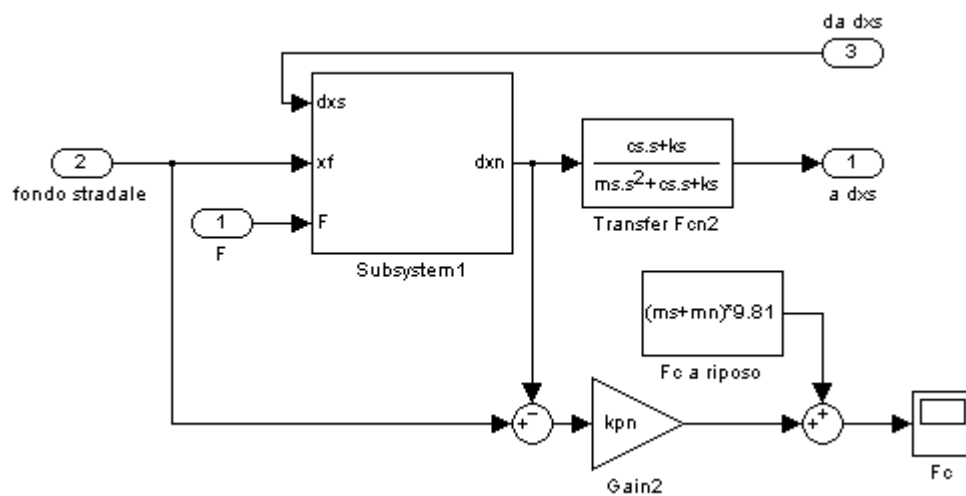 da dxs
3
dxs
2
xf
dxn
cs.s+ks
ms.s2+cs.s+ks
1
fondo stradale
a dxs
1
F
F
Transfer Fcn2
Subsystem1
(ms+mn)*9.81
Fc a riposo
+
−
kpn
+
+
Gain2
Fc